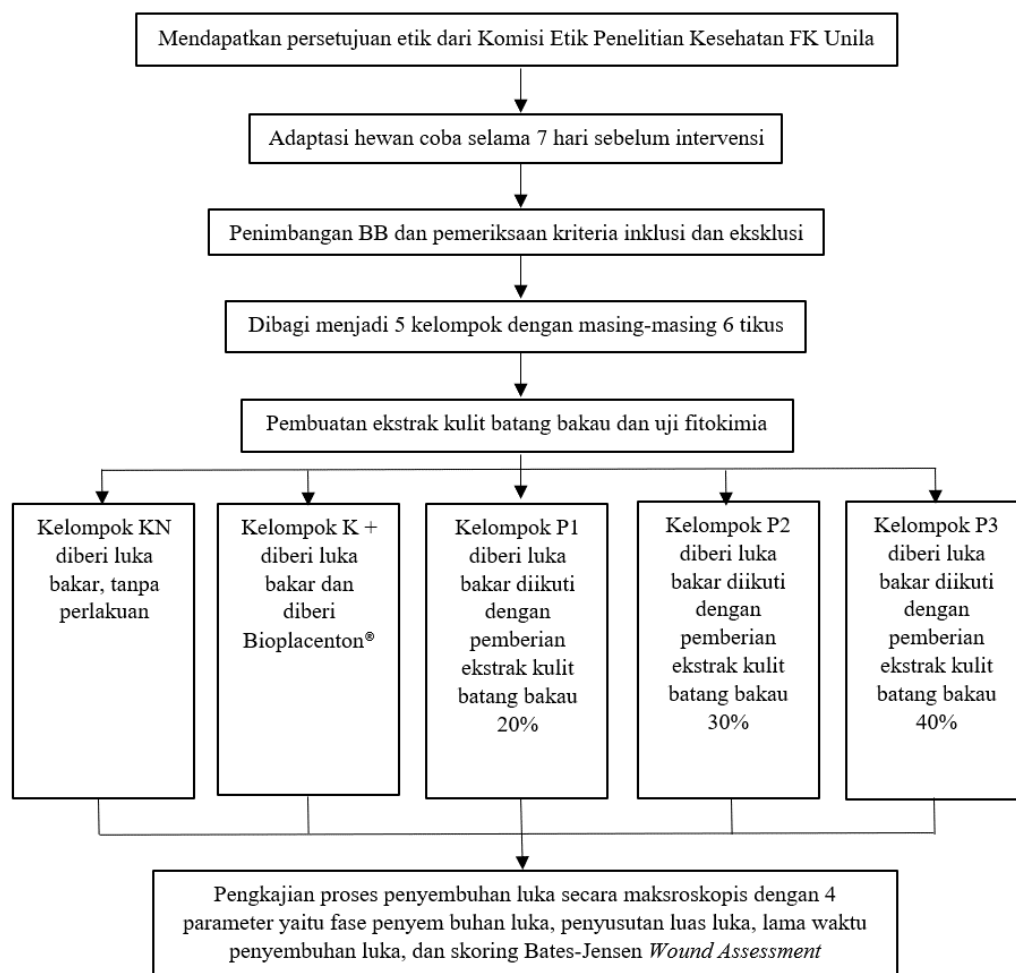 Mendapatkan persetujuan etik dari Komisi Etik Penelitian Kesehatan FK Unila
Adaptasi hewan coba selama 7 hari sebelum intervensi
Penimbangan BB dan pemeriksaan kriteria inklusi dan eksklusi
Dibagi menjadi 5 kelompok dengan masing-masing 6 tikus
Pembuatan ekstrak kulit batang bakau dan uji fitokimia
Kelompok KN
diberi luka
bakar, tanpa
perlakuan
Kelompok K +
diberi luka
bakar dan
diberi
Bioplacenton®
Kelompok P1
diberi luka
bakar diikuti
dengan
pemberian
ekstrak kulit
batang bakau
20%
Kelompok P2
diberi luka
bakar diikuti
dengan
pemberian
ekstrak kulit
batang bakau
30%
Kelompok P3
diberi luka
bakar diikuti
dengan
pemberian
ekstrak kulit
batang bakau
40%
Pengkajian proses penyembuhan luka secara maksroskopis dengan 4
parameter yaitu fase penyem buhan luka, penyusutan luas luka, lama waktu
penyembuhan luka, dan skoring Bates-Jensen Wound Assessment